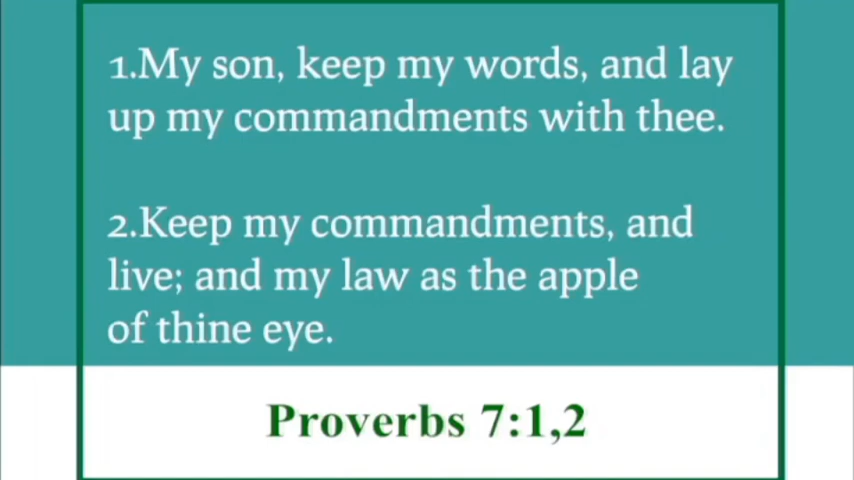 1.My son, keep my words, and lay
up my commandments with thee.
2.Keep my commandments, and
live; and my law as the apple
of thine eye.
Proverbs 7:1,2